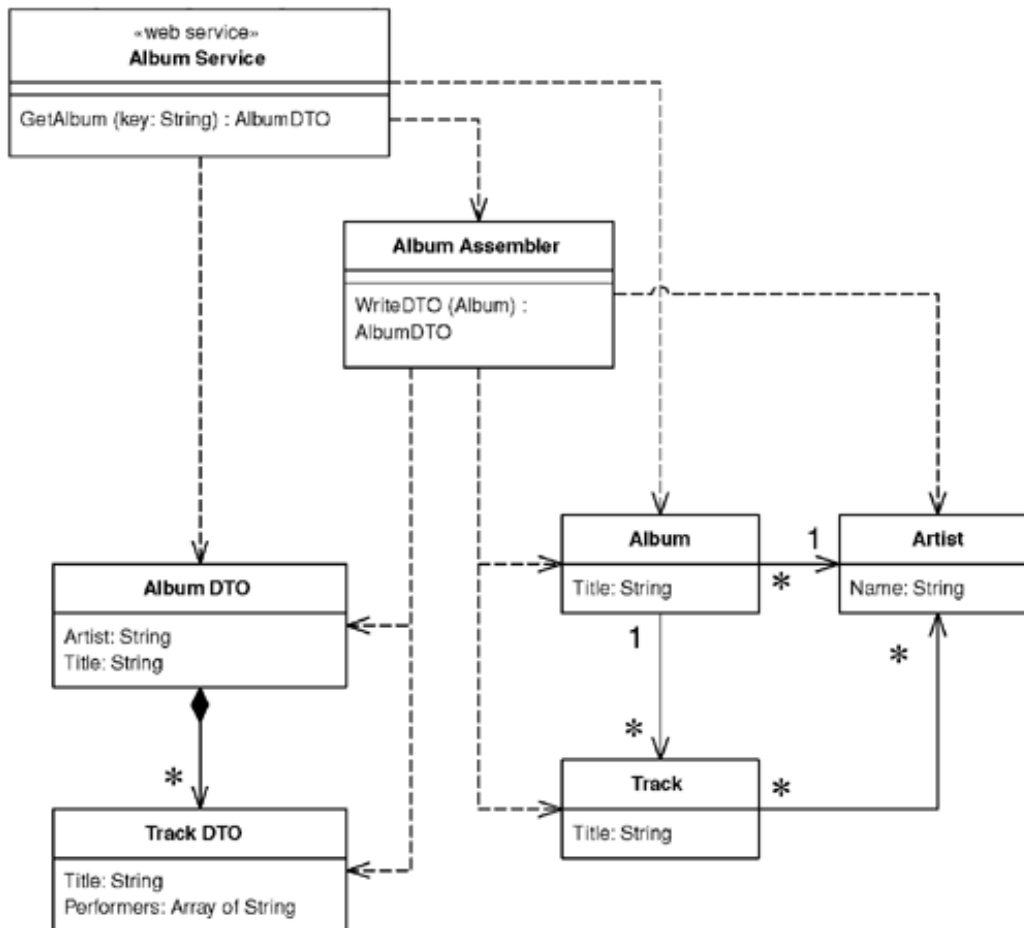 «web service»
Album Service
GetAlbum (key: String) : AlbumDTO
Album Assembler
WriteDTO (Album) :
AlbumDTO
Album
Title: String
1
*
Artist
Name: String
1
*
*
Album DTO
Artist: String
Title: String
*
Track
Title: String
*
Track DTO
Title: String
Performers: Array of String